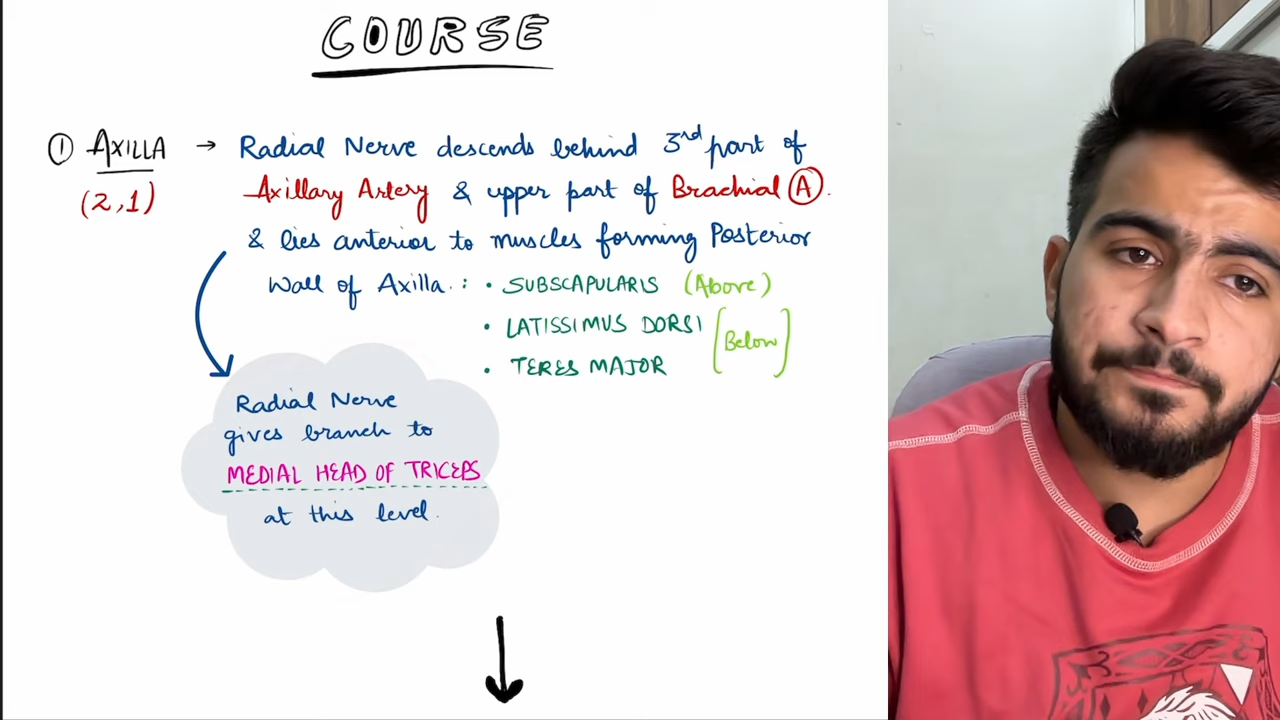 COURSE
① AXILLA → Radial Nerve descends behind 3rd part of
(2,1) Axillary Artery & upper part of Brachial Ⓐ.
& lies anterior to muscles forming Posterior
Wall of Axilla : • SUBSCAPULARIS (Above)
• LATISSIMUS DORSI [Below]
• TERES MAJOR
Radial Nerve
gives branch to
MEDIAL HEAD OF TRICEPS
at this level.